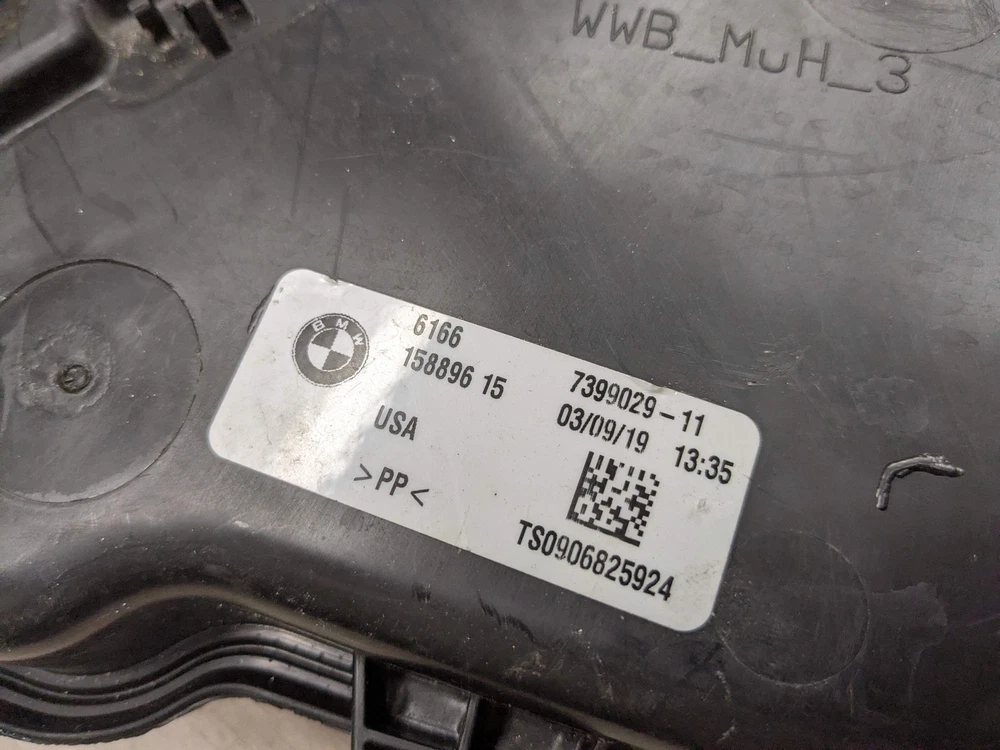 WWB_MuH_3
BMW
6166
158896 15 7399029-11
USA 03/09/19 13:35
>PP<
TS0906825924